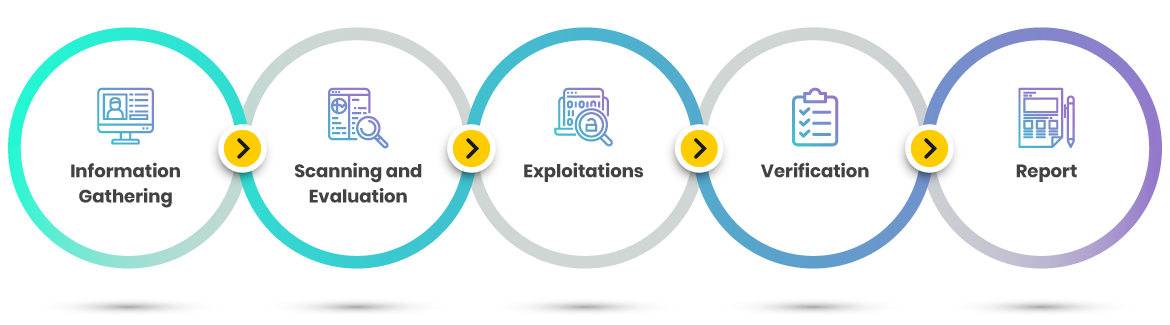 Information
Gathering
Scanning and
Evaluation
Exploitations
Verification
Report